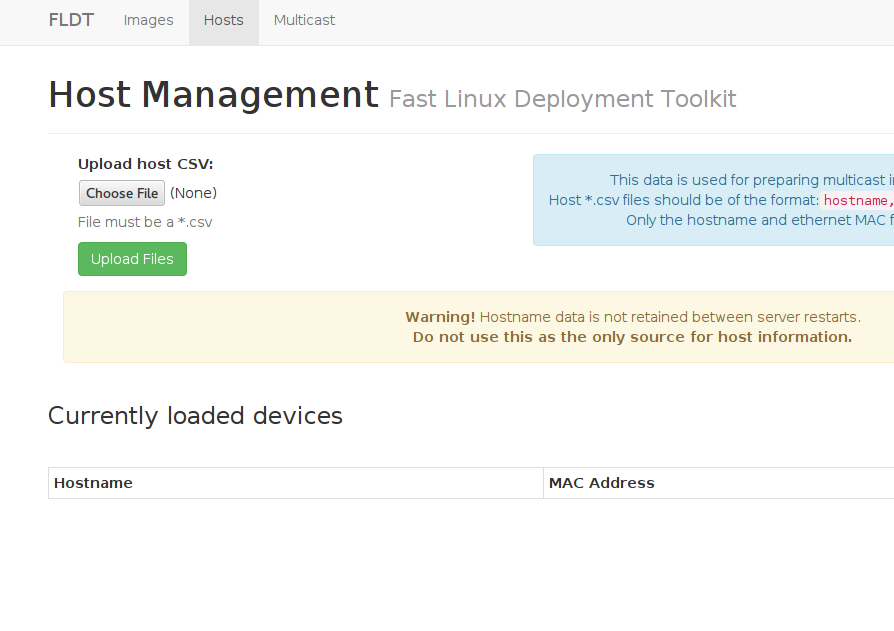 FLDT Images Hosts Multicast
Host Management Fast Linux Deployment Toolkit
Upload host CSV:
Choose File (None)
File must be a *.csv
Upload Files
This data is used for preparing multicast
Host *.csv files should be of the format: hostname,
Only the hostname and ethernet MAC
Warning! Hostname data is not retained between server restarts.
Do not use this as the only source for host information.
Currently loaded devices
Hostname MAC Address